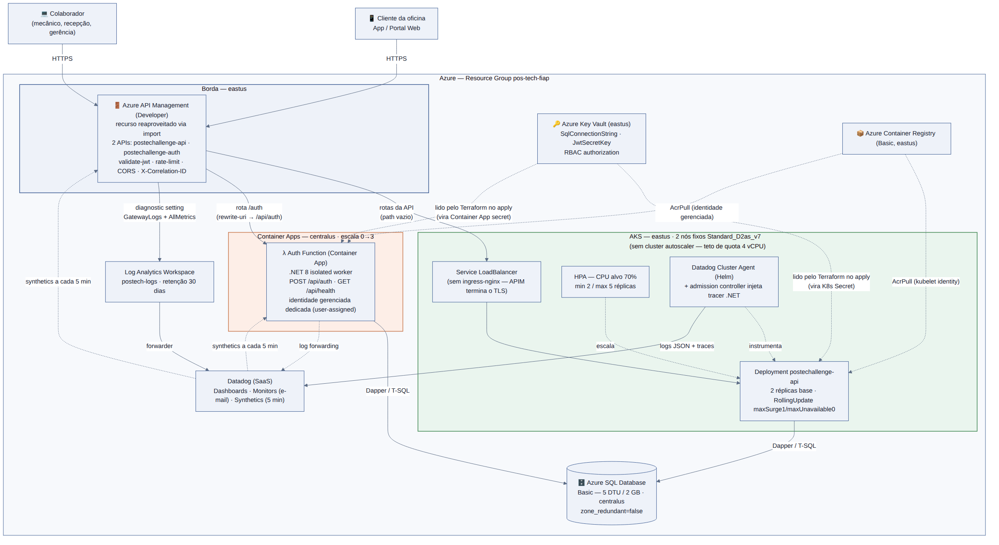 💻 Colaborador
(mecânico, recepção,
gerência)
📱 Cliente da oficina
App / Portal Web
HTTPS
HTTPS
Azure — Resource Group pos-tech-fiap
Borda — eastus
🚪 Azure API Management
(Developer)
recurso reaproveitado via
import
2 APIs: postechallenge-api ·
postechallenge-auth
validate-jwt · rate-limit ·
CORS · X-Correlation-ID
🔑 Azure Key Vault (eastus)
SqlConnectionString ·
JwtSecretKey
RBAC authorization
📦 Azure Container Registry
(Basic, eastus)
diagnostic setting
GatewayLogs + AllMetrics
rota /auth
(rewrite-uri → /api/auth)
rotas da API
(path vazio)
lido pelo Terraform no apply
(vira Container App secret)
AcrPull (identidade
gerenciada)
Container Apps — centralus · escala 0→3
λ Auth Function (Container
App)
.NET 8 isolated worker
POST /api/auth · GET
/api/health
identidade gerenciada
dedicada (user-assigned)
AKS — eastus · 2 nós fixos Standard_D2as_v7
(sem cluster autoscaler — teto de quota 4 vCPU)
Log Analytics Workspace
postech-logs · retenção 30
dias
Service LoadBalancer
(sem ingress-nginx — APIM
termina o TLS)
HPA — CPU alvo 70%
min 2 / max 5 réplicas
Datadog Cluster Agent
(Helm)
+ admission controller injeta
tracer .NET
synthetics a cada 5 min
lido pelo Terraform no apply
(vira K8s Secret)
AcrPull (kubelet identity)
forwarder
synthetics a cada 5 min
log forwarding
escala
logs JSON + traces
instrumenta
Datadog (SaaS)
Dashboards · Monitors (e-
mail) · Synthetics (5 min)
Dapper / T-SQL
Deployment postechallenge-
api
2 réplicas base ·
RollingUpdate
maxSurge1/maxUnavailable0
Dapper / T-SQL
🗄️ Azure SQL Database
Basic — 5 DTU / 2 GB ·
centralus
zone_redundant=false